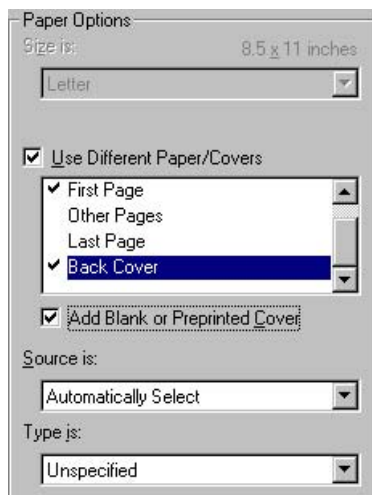 Paper Options
Size is: 8.5 x 11 inches
Letter
Use Different Paper/Covers
First Page
Other Pages
Last Page
Back Cover
Add Blank or Preprinted Cover
Source is:
Automatically Select
Type is:
Unspecified